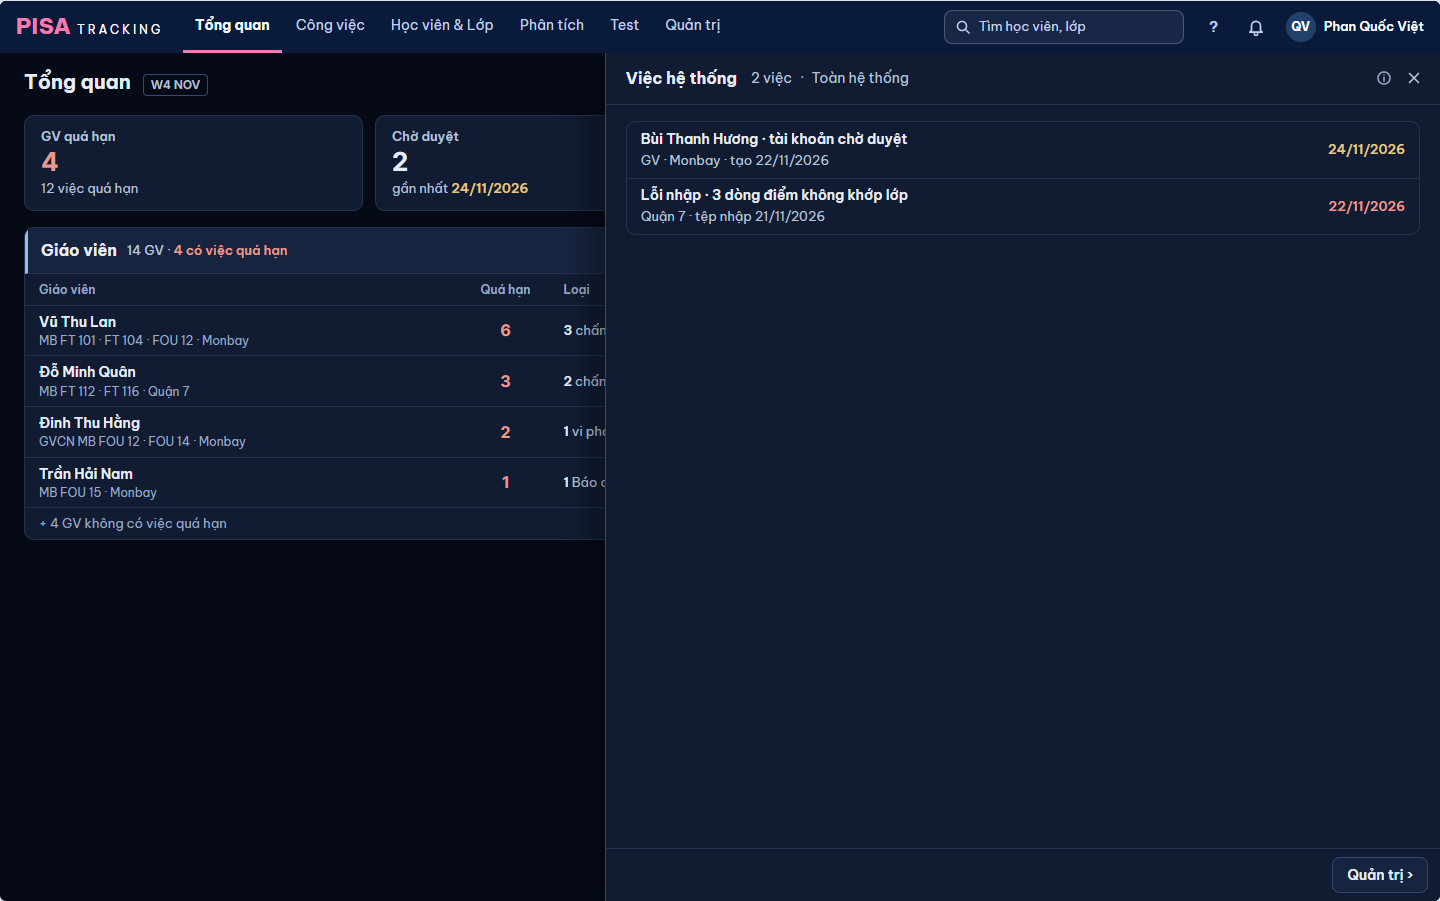 PISA TRACKING
Tổng quan
Công việc
Học viên & Lớp
Phân tích
Test
Quản trị
Tìm học viên, lớp
?
QV
Phan Quốc Việt
Tổng quan
W4 NOV
GV quá hạn
4
12 việc quá hạn
Chờ duyệt
2
gần nhất 24/11/2026
Giáo viên
14 GV · 4 có việc quá hạn
Giáo viên
Quá hạn
Loại
Vũ Thu Lan
MB FT 101 · FT 104 · FOU 12 · Monbay
6
3 chấm
Đỗ Minh Quân
MB FT 112 · FT 116 · Quận 7
3
2 chấm
Đinh Thu Hằng
GVCN MB FOU 12 · FOU 14 · Monbay
2
1 vi
Trần Hải Nam
MB FOU 15 · Monbay
1
1 Báo
+ 4 GV không có việc quá hạn
Việc hệ thống
2 việc · Toàn hệ thống
Bùi Thanh Hương · tài khoản chờ duyệt
GV · Monbay · tạo 22/11/2026
24/11/2026
Lỗi nhập · 3 dòng điểm không khớp lớp
Quận 7 · tệp nhập 21/11/2026
22/11/2026
Quản trị ›